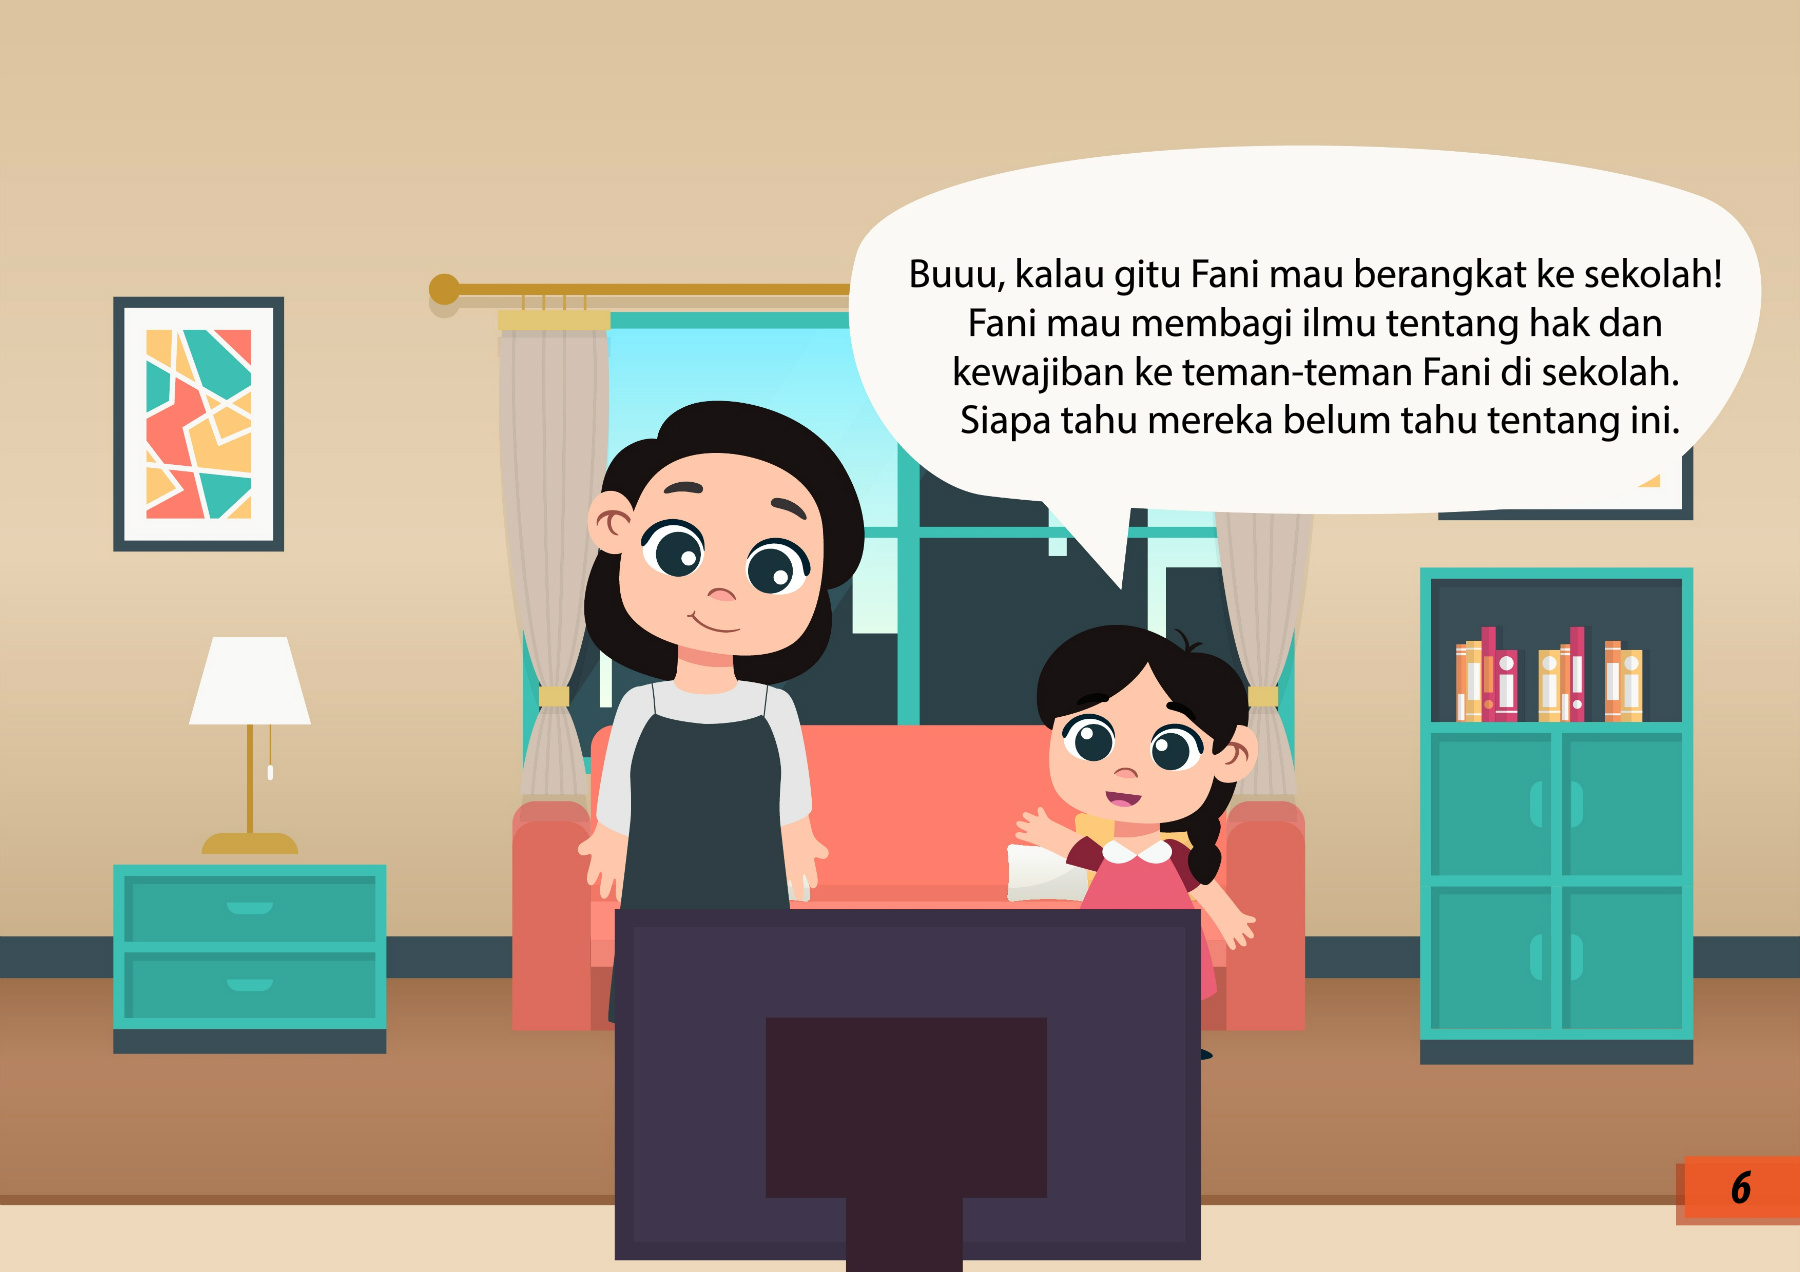 Buuu, kalau gitu Fani mau berangkat ke sekolah!
Fani mau membagi ilmu tentang hak dan
kewajiban ke teman-teman Fani di sekolah.
Siapa tahu mereka belum tahu tentang ini.
6